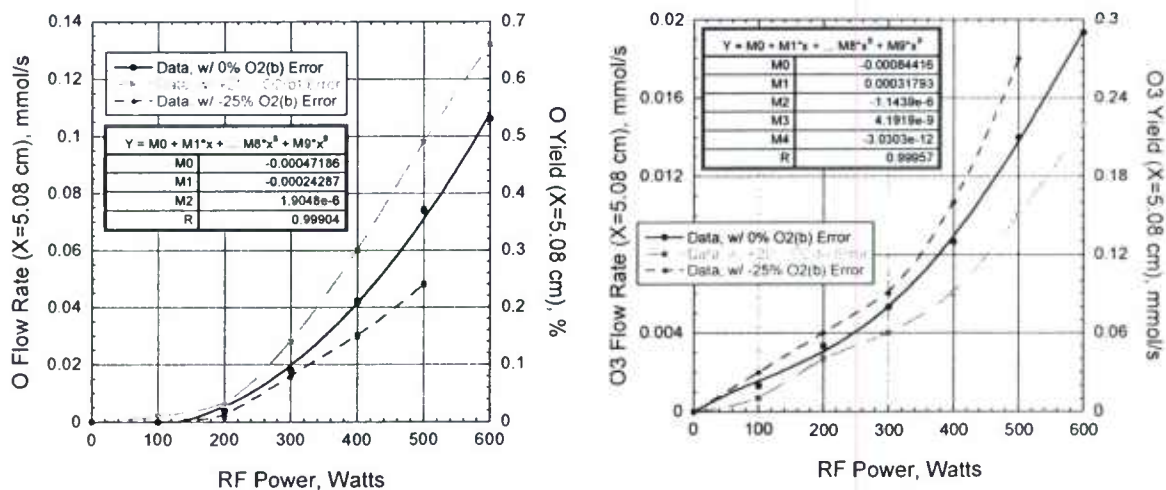 0.14
0.12
0.1
0.08
0.06
0.04
0.02
0
O Flow Rate (X=5.08 cm), mmol/s
Data, w/ 0% O2(b) Error
Data, w/ -25% O2(b) Error
Y = M0 + M1*x + ... M8*x^8 + M9*x^9
M0 -0.00047186
M1 -0.00024287
M2 1.9048e-6
R 0.99904
0.7
0.6
0.5
0.4
0.3
0.2
0.1
0
O Yield (X=5.08 cm), %
0 100 200 300 400 500 600
RF Power, Watts
0.02
0.016
0.012
0.004
0
O3 Flow Rate (X=5.08 cm), mmol/s
Y = M0 + M1*x + ... M8*x^8 + M9*x^9
M0 -0.00084416
M1 0.00031793
M2 -1.1439e-6
M3 4.1919e-9
M4 -3.0303e-12
R 0.99957
Data, w/ 0% O2(b) Error
Data, w/ -25% O2(b) Error
0.3
0.27
0.24
0.18
0.12
0.09
0.06
0
O3 Yield (X=5.08 cm), mmol/s
0 100 200 300 400 500 600
RF Power, Watts